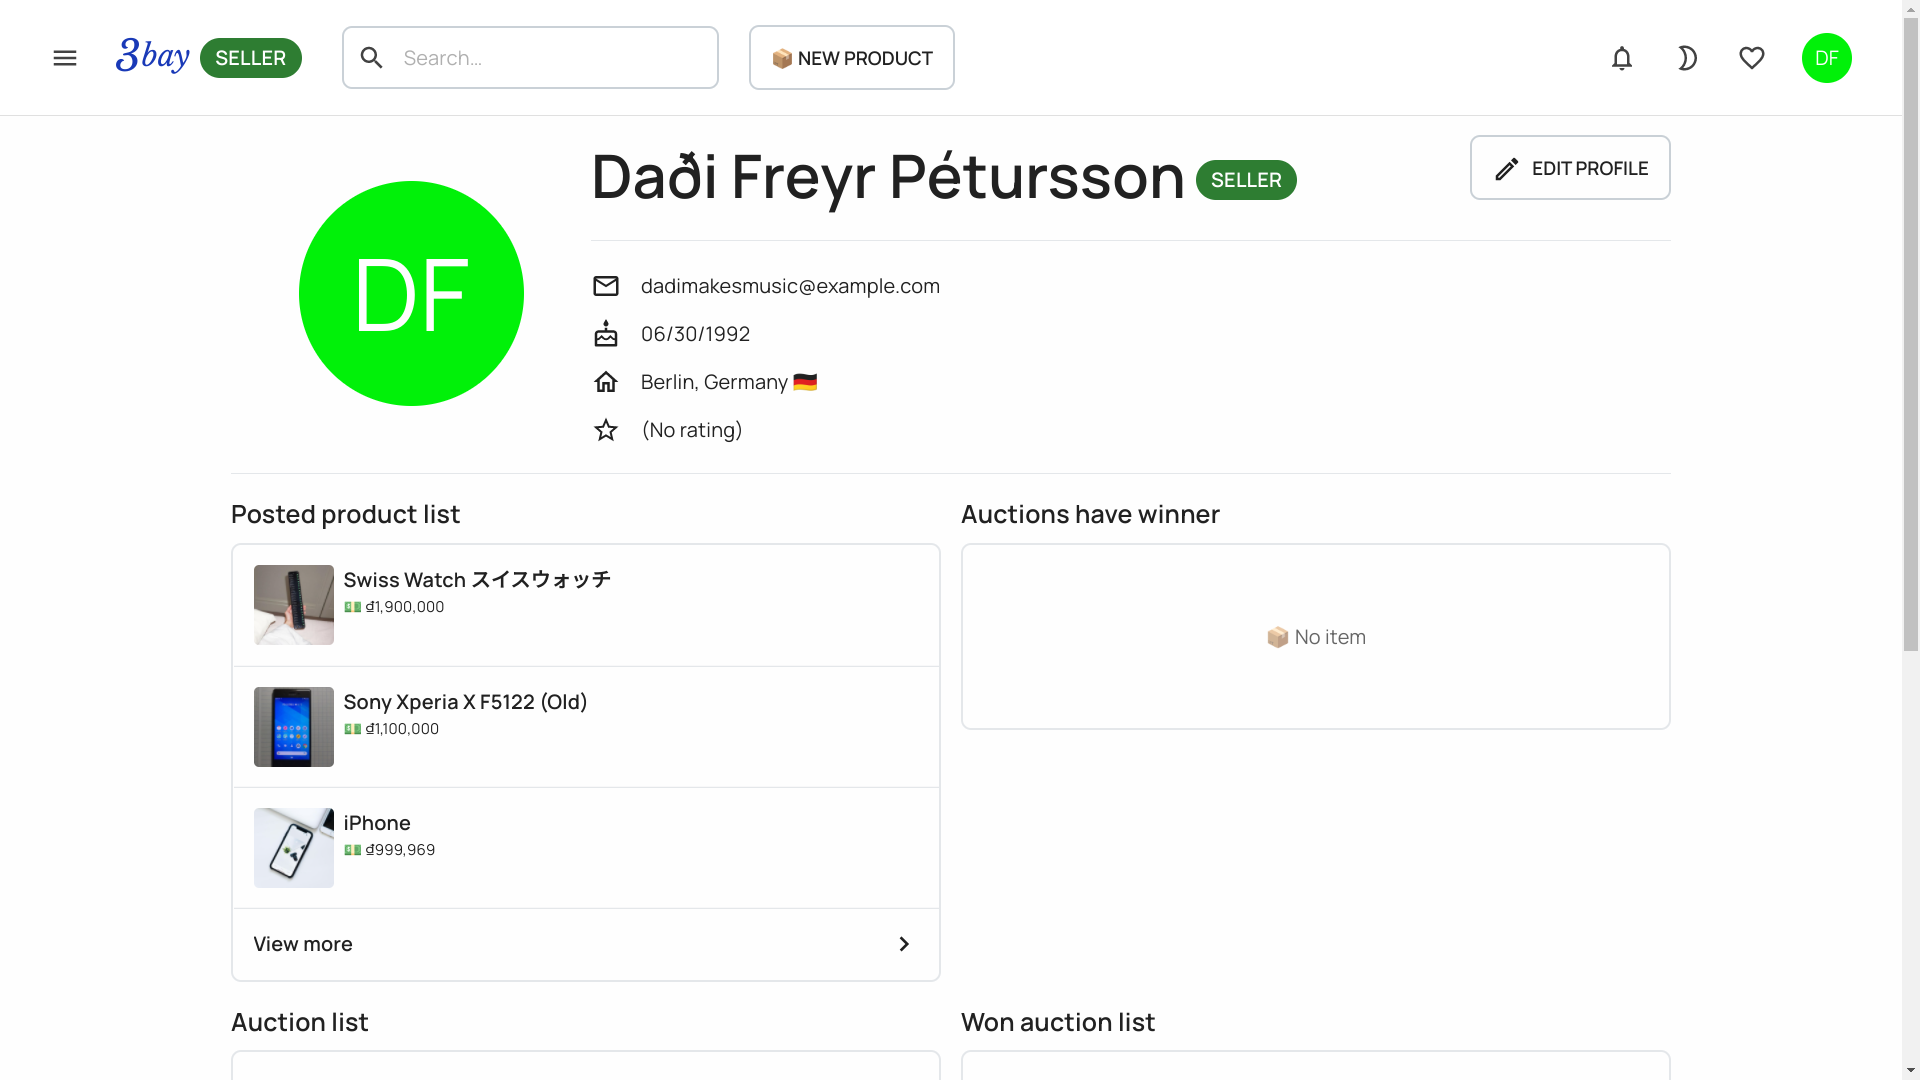 3bay SELLER Search... 📦 NEW PRODUCT DF
Daði Freyr Pétursson SELLER
EDIT PROFILE
DF
dadimakesmusic@example.com
06/30/1992
Berlin, Germany 🇩🇪
(No rating)
Posted product list
Swiss Watch スイスウォッチ
💵 ₫1,900,000
Sony Xperia X F5122 (Old)
💵 ₫1,100,000
iPhone
💵 ₫999,969
View more
Auctions have winner
📦 No item
Auction list
Won auction list